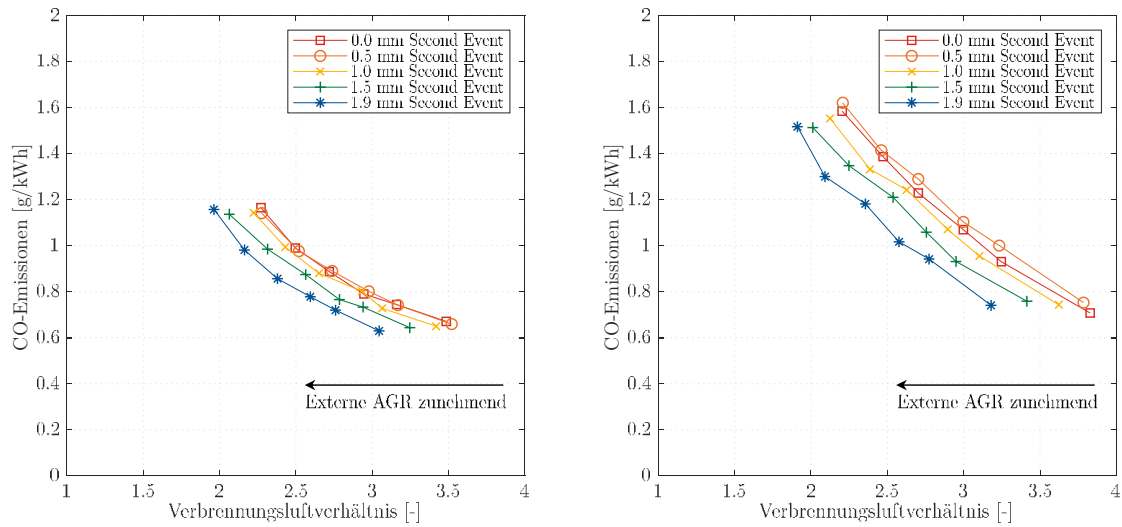 2
1.8
1.6
1.4
1.2
1
0.8
0.6
0.4
0.2
0
CO-Emissionen [g/kWh]
0.0 mm Second Event
0.5 mm Second Event
1.0 mm Second Event
1.5 mm Second Event
1.9 mm Second Event
Externe AGR zunehmend
1 1.5 2 2.5 3 3.5 4
Verbrennungsluftverhältnis [-]
2
1.8
1.6
1.4
1.2
1
0.8
0.6
0.4
0.2
0
CO-Emissionen [g/kWh]
0.0 mm Second Event
0.5 mm Second Event
1.0 mm Second Event
1.5 mm Second Event
1.9 mm Second Event
Externe AGR zunehmend
1 1.5 2 2.5 3 3.5 4
Verbrennungsluftverhältnis [-]